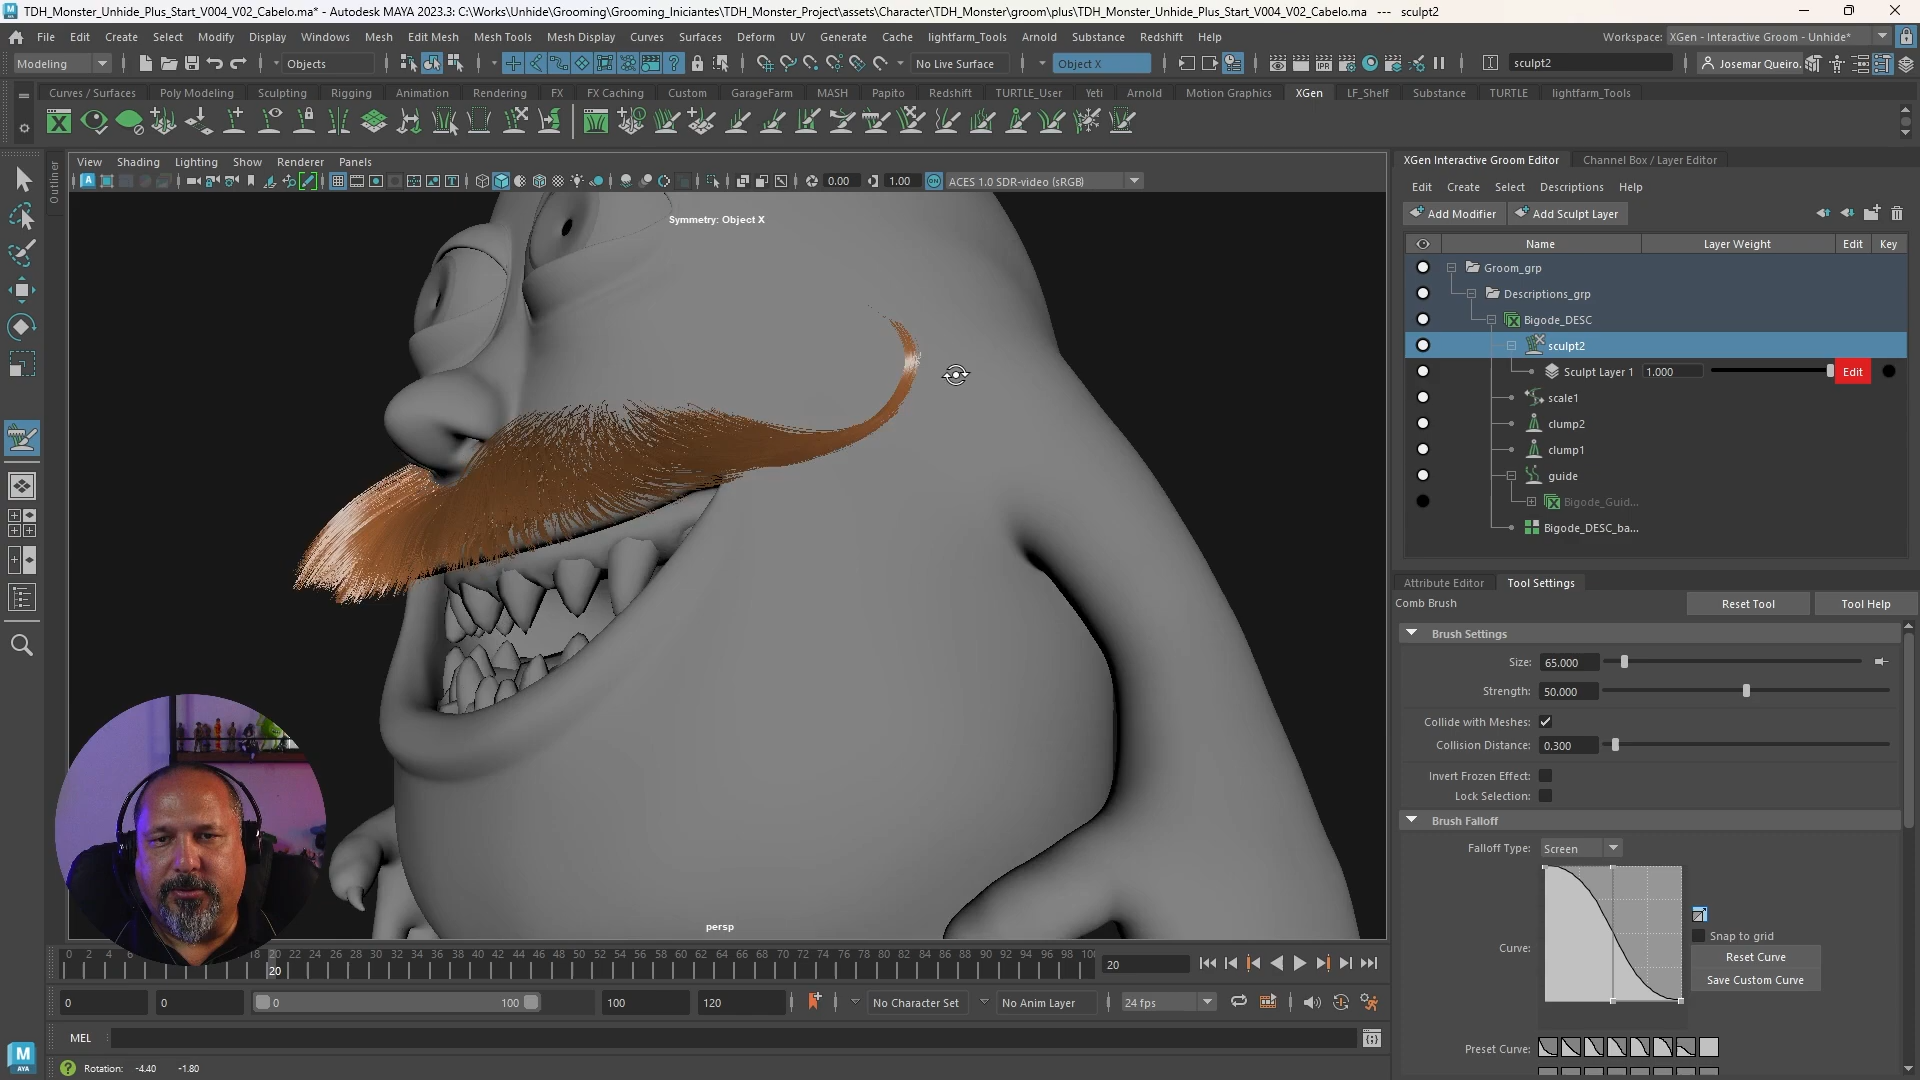 TDH_Monster_Unhide_Plus_Start_V004_V02_Cabelo.ma* - Autodesk MAYA 2023.3: C:\Works\Unhide\Grooming\Grooming_Iniciantes\TDH_Monster_Project\assets\Character\TDH_Monster\groom\plus\TDH_Monster_Unhide_Plus_Start_V004_V02_Cabelo.ma --- sculpt2
File Edit Create Select Modify Display Windows Mesh Edit Mesh Mesh Tools Mesh Display Curves Surfaces Deform UV Generate Cache lightfarm_Tools Arnold Substance Redshift Help
Workspace: XGen - Interactive Groom - Unhide*
Modeling Objects No Live Surface Object X sculpt2 Josemar Queiro.
Curves / Surfaces Poly Modeling Sculpting Rigging Animation Rendering FX FX Caching Custom GarageFarm MASH Papito Redshift TURTLE_User Yeti Arnold Motion Graphics XGen LF_Shelf Substance TURTLE lightfarm_Tools
Outliner
View Shading Lighting Show Renderer Panels
0.00 1.00 ACES 1.0 SDR-video (sRGB)
Symmetry: Object X
persp
XGen Interactive Groom Editor Channel Box / Layer Editor
Edit Create Select Descriptions Help
Add Modifier Add Sculpt Layer
Name Layer Weight Edit Key
Groom_grp
Descriptions_grp
Bigode_DESC
sculpt2
Sculpt Layer 1 1.000 Edit
scale1
clump2
clump1
guide
Bigode_Guid...
Bigode_DESC_ba...
Attribute Editor Tool Settings
Comb Brush Reset Tool Tool Help
Brush Settings
Size: 65.000
Strength: 50.000
Collide with Meshes:
Collision Distance: 0.300
Invert Frozen Effect:
Lock Selection:
Brush Falloff
Falloff Type: Screen
Curve:
Snap to grid
Reset Curve
Save Custom Curve
Preset Curve:
0 2 4 6 18 20 22 24 26 28 30 32 34 36 38 40 42 44 46 48 50 52 54 56 58 60 62 64 66 68 70 72 74 76 78 80 82 84 86 88 90 92 94 96 98 10
20
20
0 0 0 100 100 120 No Character Set No Anim Layer 24 fps
MEL
M
AYA
Rotation: -4.40 -1.80